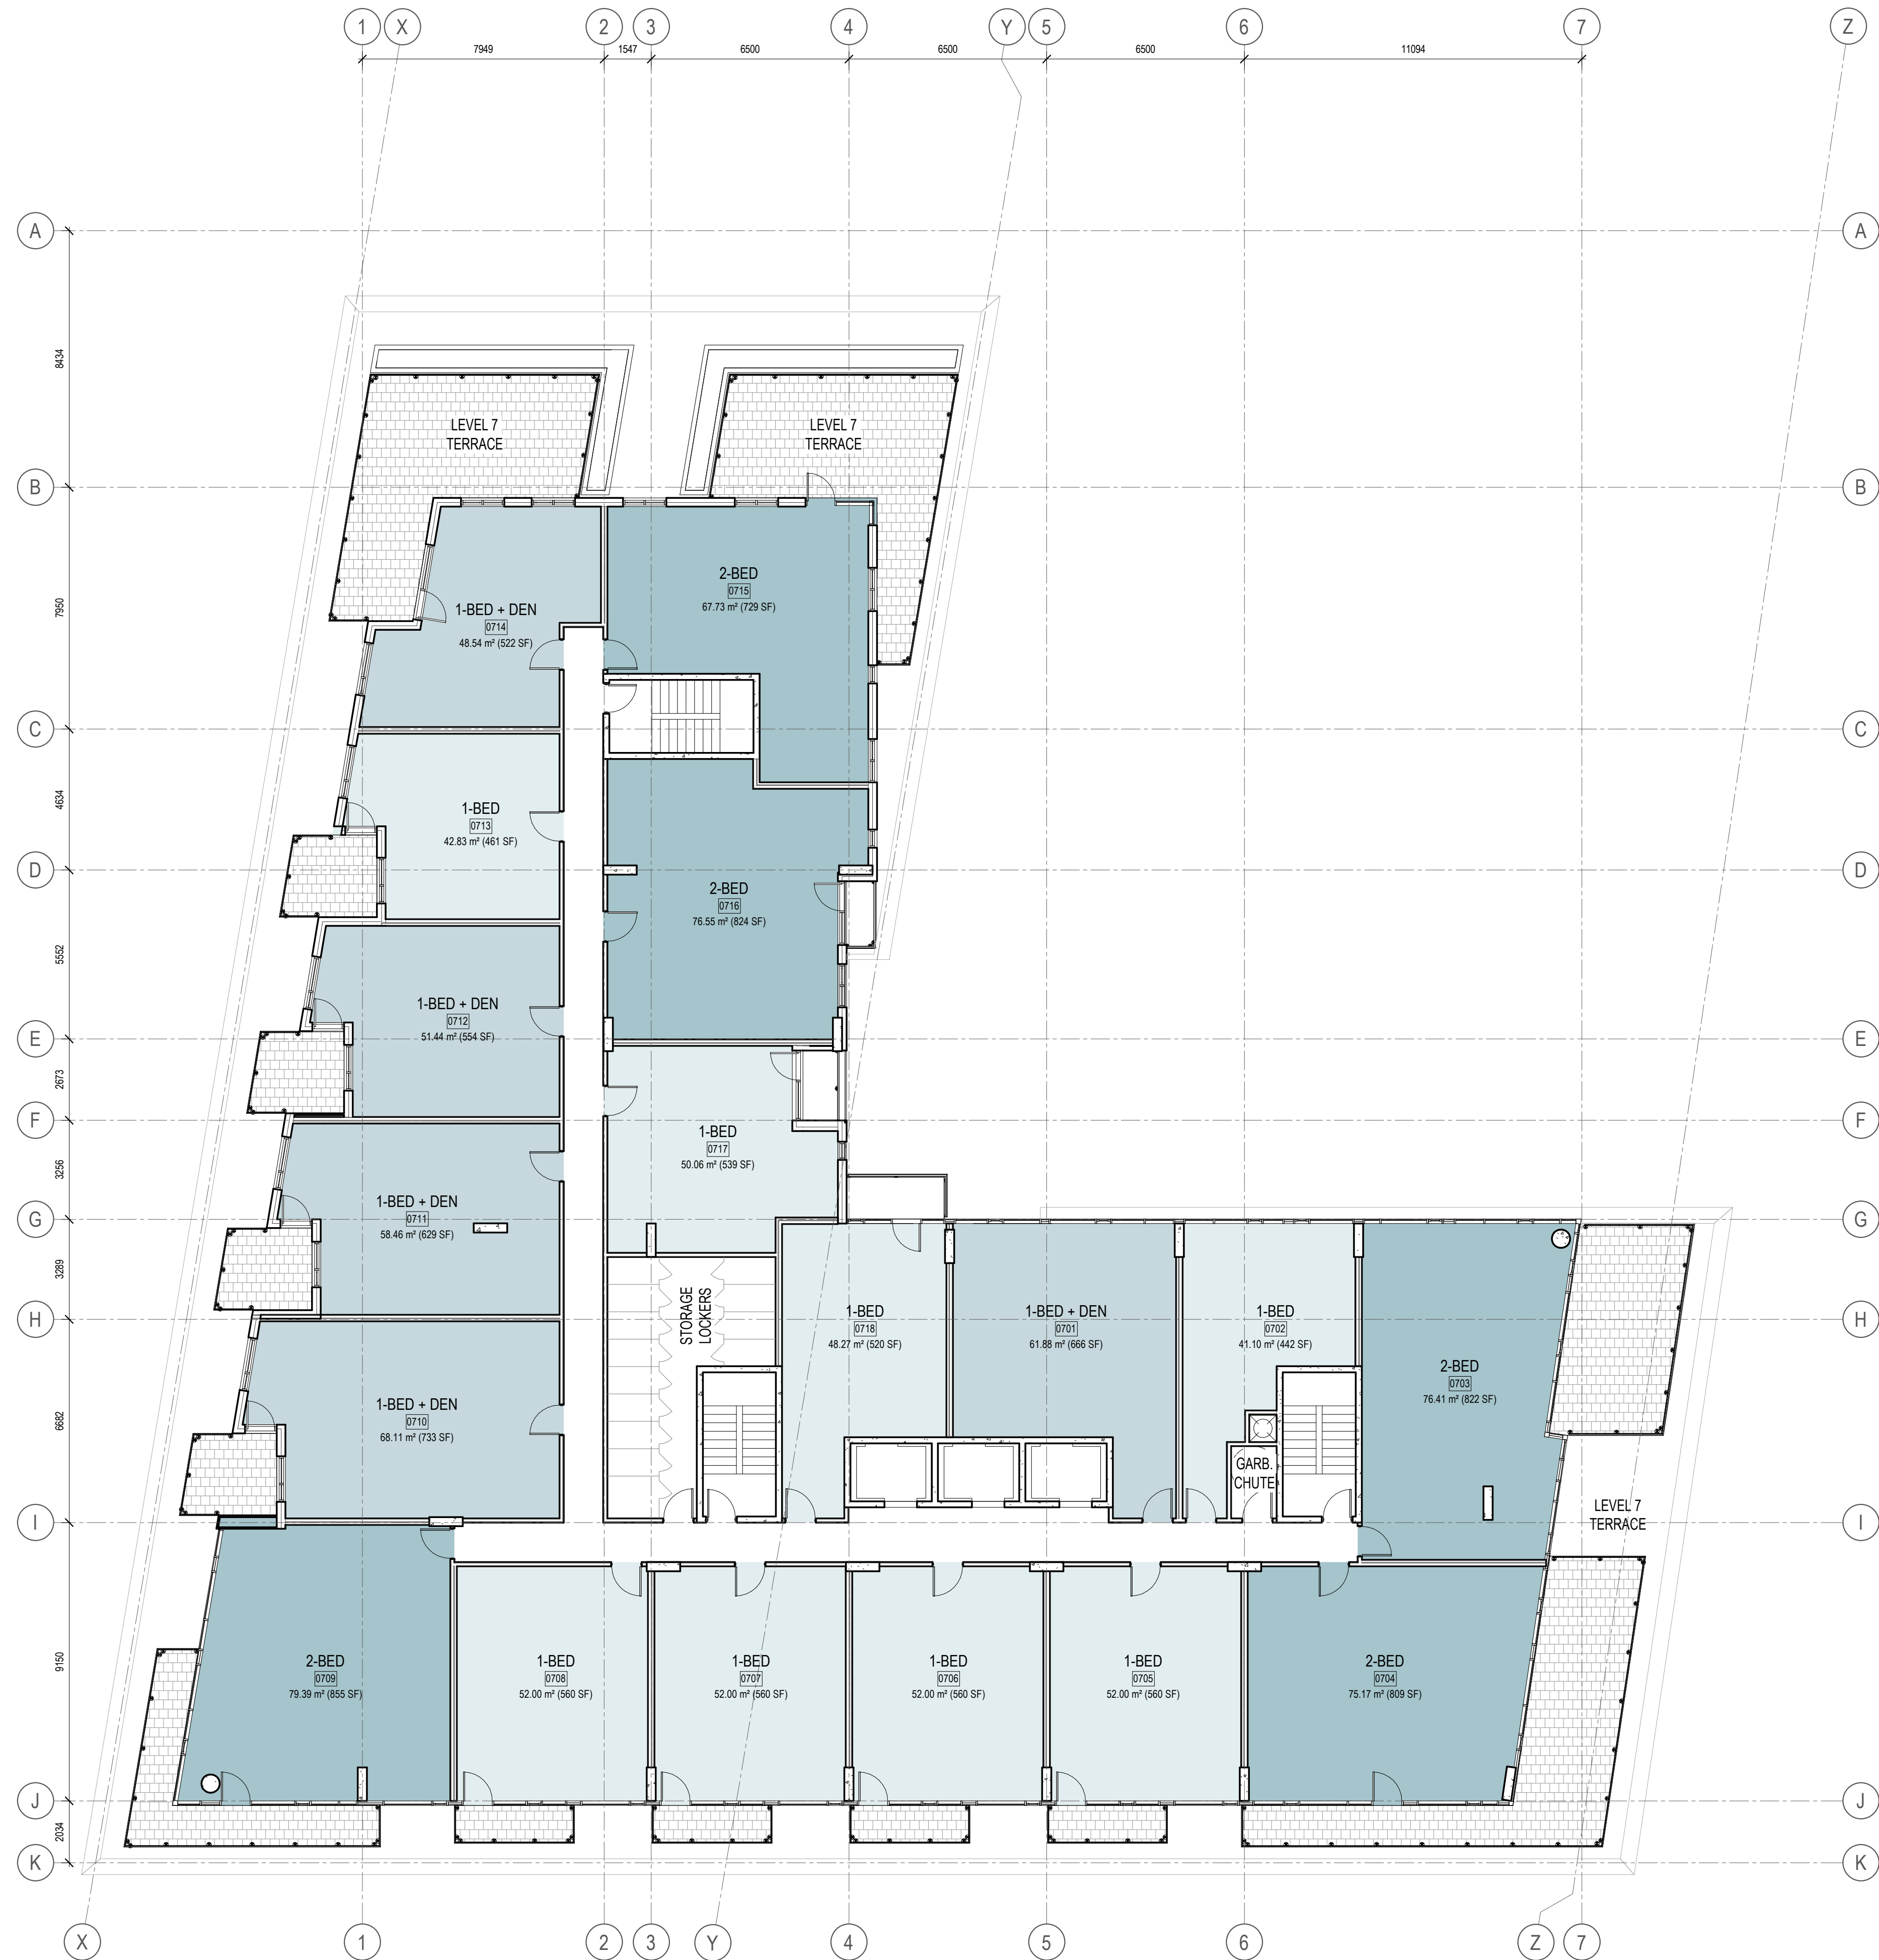 1
X
2
3
4
Y
5
6
7
Z
7949
1547
6500
6500
6500
11094
A
A
8434
LEVEL 7
TERRACE
LEVEL 7
TERRACE
B
B
7950
2-BED
0715
67.73 m² (729 SF)
1-BED + DEN
0714
48.54 m² (522 SF)
C
C
4634
1-BED
0713
42.83 m² (461 SF)
D
D
2-BED
0716
76.55 m² (824 SF)
5552
1-BED + DEN
0712
51.44 m² (554 SF)
E
E
2673
F
F
1-BED
0717
50.06 m² (539 SF)
3256
1-BED + DEN
0711
58.46 m² (629 SF)
G
G
3289
STORAGE
LOCKERS
1-BED
0718
48.27 m² (520 SF)
1-BED + DEN
0701
61.88 m² (666 SF)
1-BED
0702
41.10 m² (442 SF)
H
H
2-BED
0703
76.41 m² (822 SF)
6682
1-BED + DEN
0710
68.11 m² (733 SF)
GARB.
CHUTE
LEVEL 7
TERRACE
I
I
9150
2-BED
0709
79.39 m² (855 SF)
1-BED
0708
52.00 m² (560 SF)
1-BED
0707
52.00 m² (560 SF)
1-BED
0706
52.00 m² (560 SF)
1-BED
0705
52.00 m² (560 SF)
2-BED
0704
75.17 m² (809 SF)
J
J
2034
K
K
X
1
2
3
Y
4
5
6
Z
7